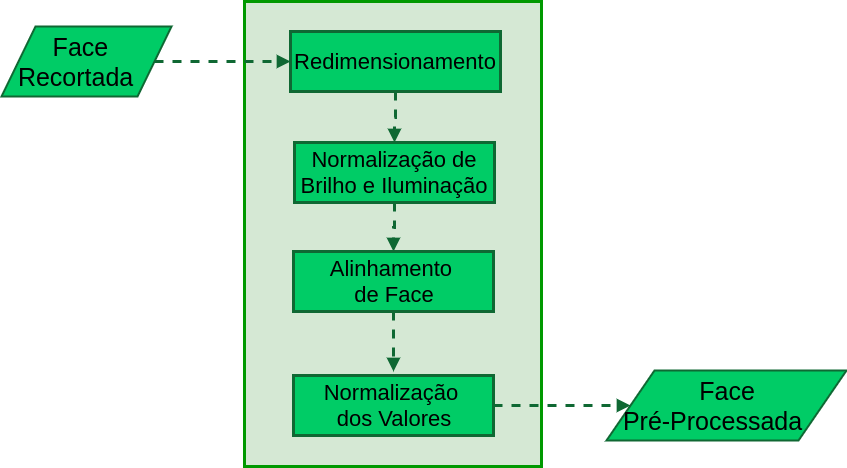 Face
Recortada
Redimensionamento
Normalização de
Brilho e Iluminação
Alinhamento
de Face
Normalização
dos Valores
Face
Pré-Processada